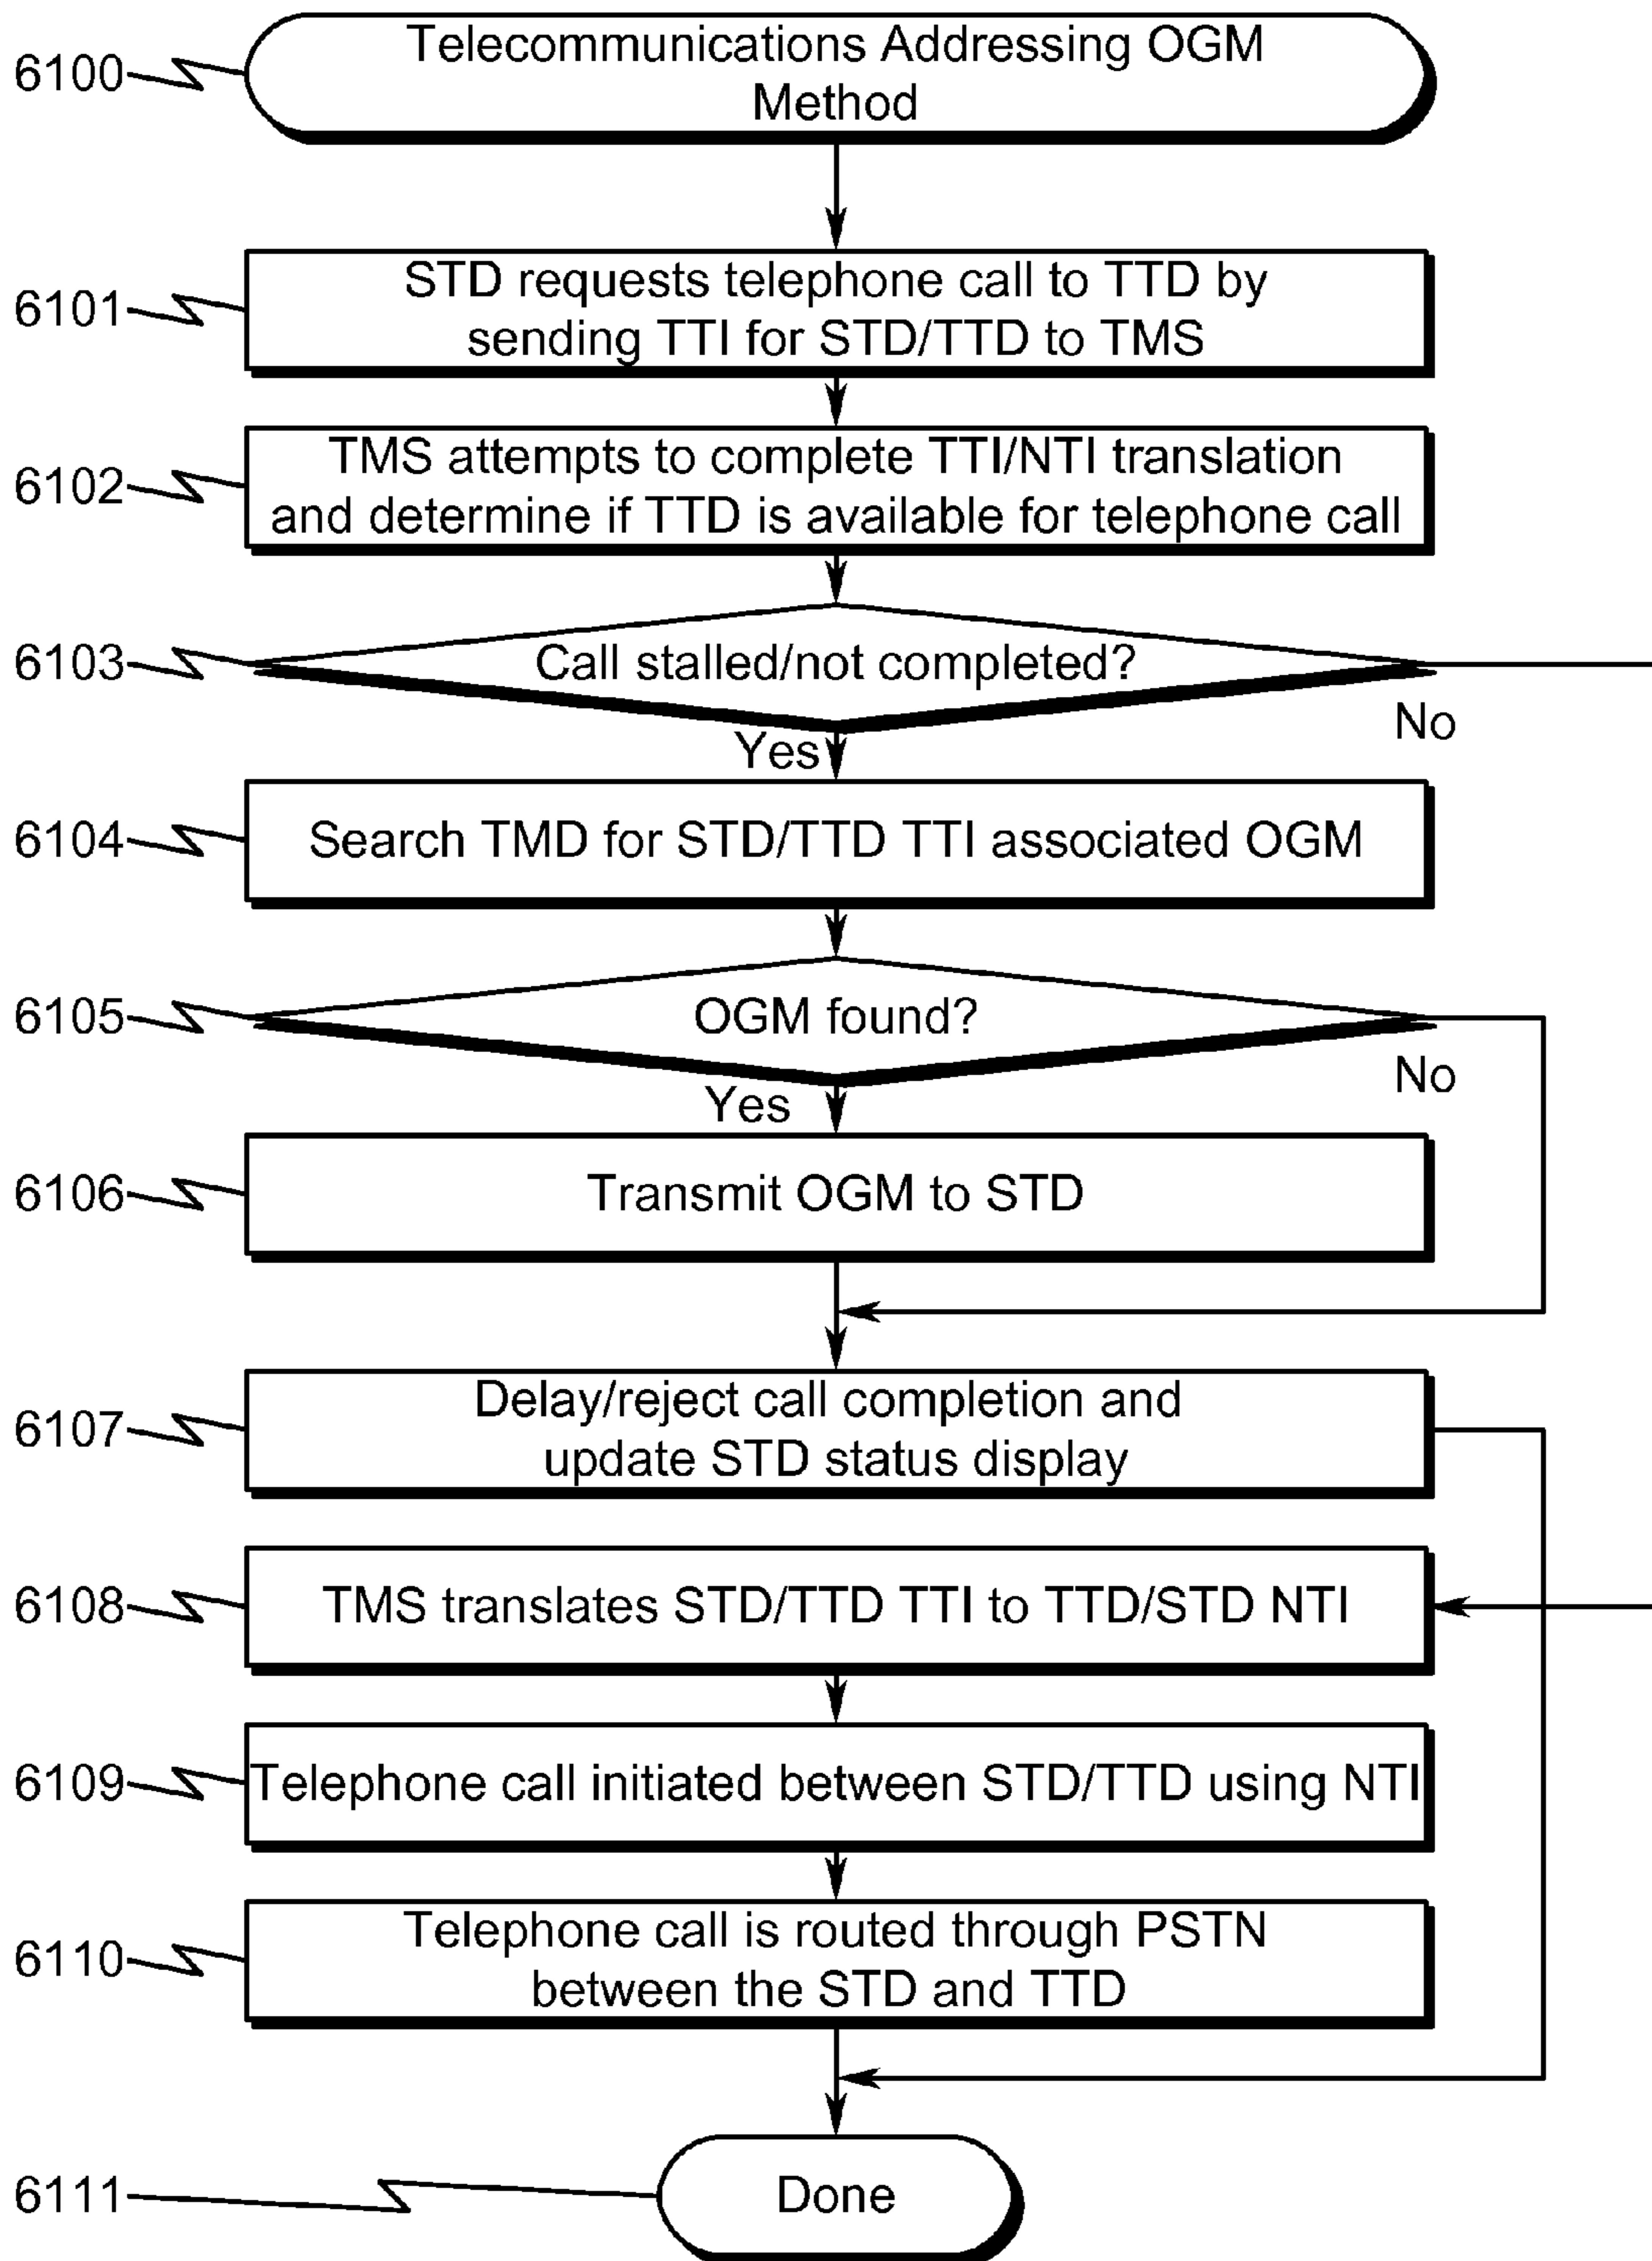 Telecommunications Addressing OGM
Method
6100
STD requests telephone call to TTD by
sending TTI for STD/TTD to TMS
6101
TMS attempts to complete TTI/NTI translation
and determine if TTD is available for telephone call
6102
6103
Call stalled/not completed?
No
Yes
6104
Search TMD for STD/TTD TTI associated OGM
6105
OGM found?
No
Yes
6106
Transmit OGM to STD
Delay/reject call completion and
update STD status display
6107
6108
TMS translates STD/TTD TTI to TTD/STD NTI
6109
Telephone call initiated between STD/TTD using NTI
Telephone call is routed through PSTN
between the STD and TTD
6110
6111
Done